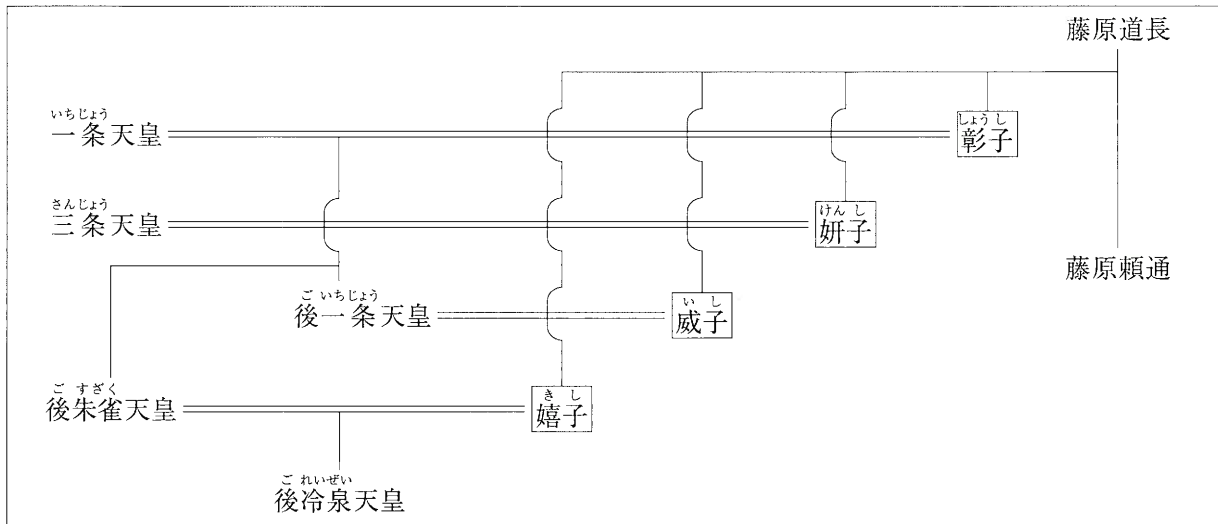 藤原道長
いちじょう
一条天皇
しょうし
彰子
さんじょう
三条天皇
けんし
妍子
藤原頼通
ごいちじょう
後一条天皇
いし
威子
ごすざく
後朱雀天皇
きし
嬉子
ごれいぜい
後冷泉天皇